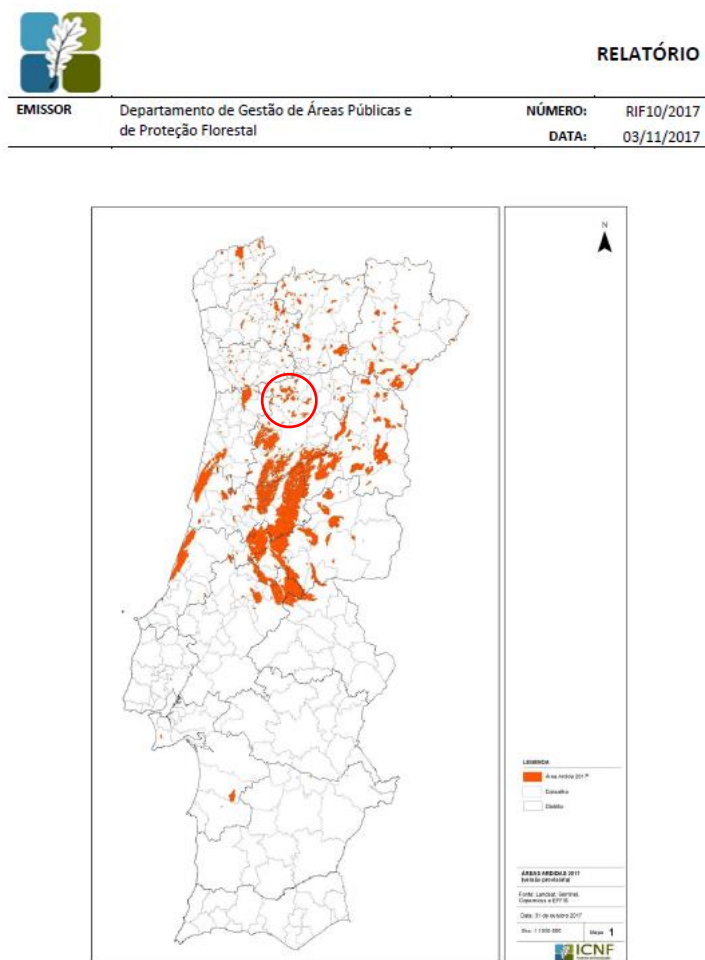 RELATÓRIO
EMISSOR
Departamento de Gestão de Áreas Públicas e
de Proteção Florestal
NÚMERO: RIF10/2017
DATA: 03/11/2017
N
LEGENDA
Concelho
Distrito
ÁREAS ARDIDAS 2017
Data: 31 de outubro 2017
Mapa 1
ICNF